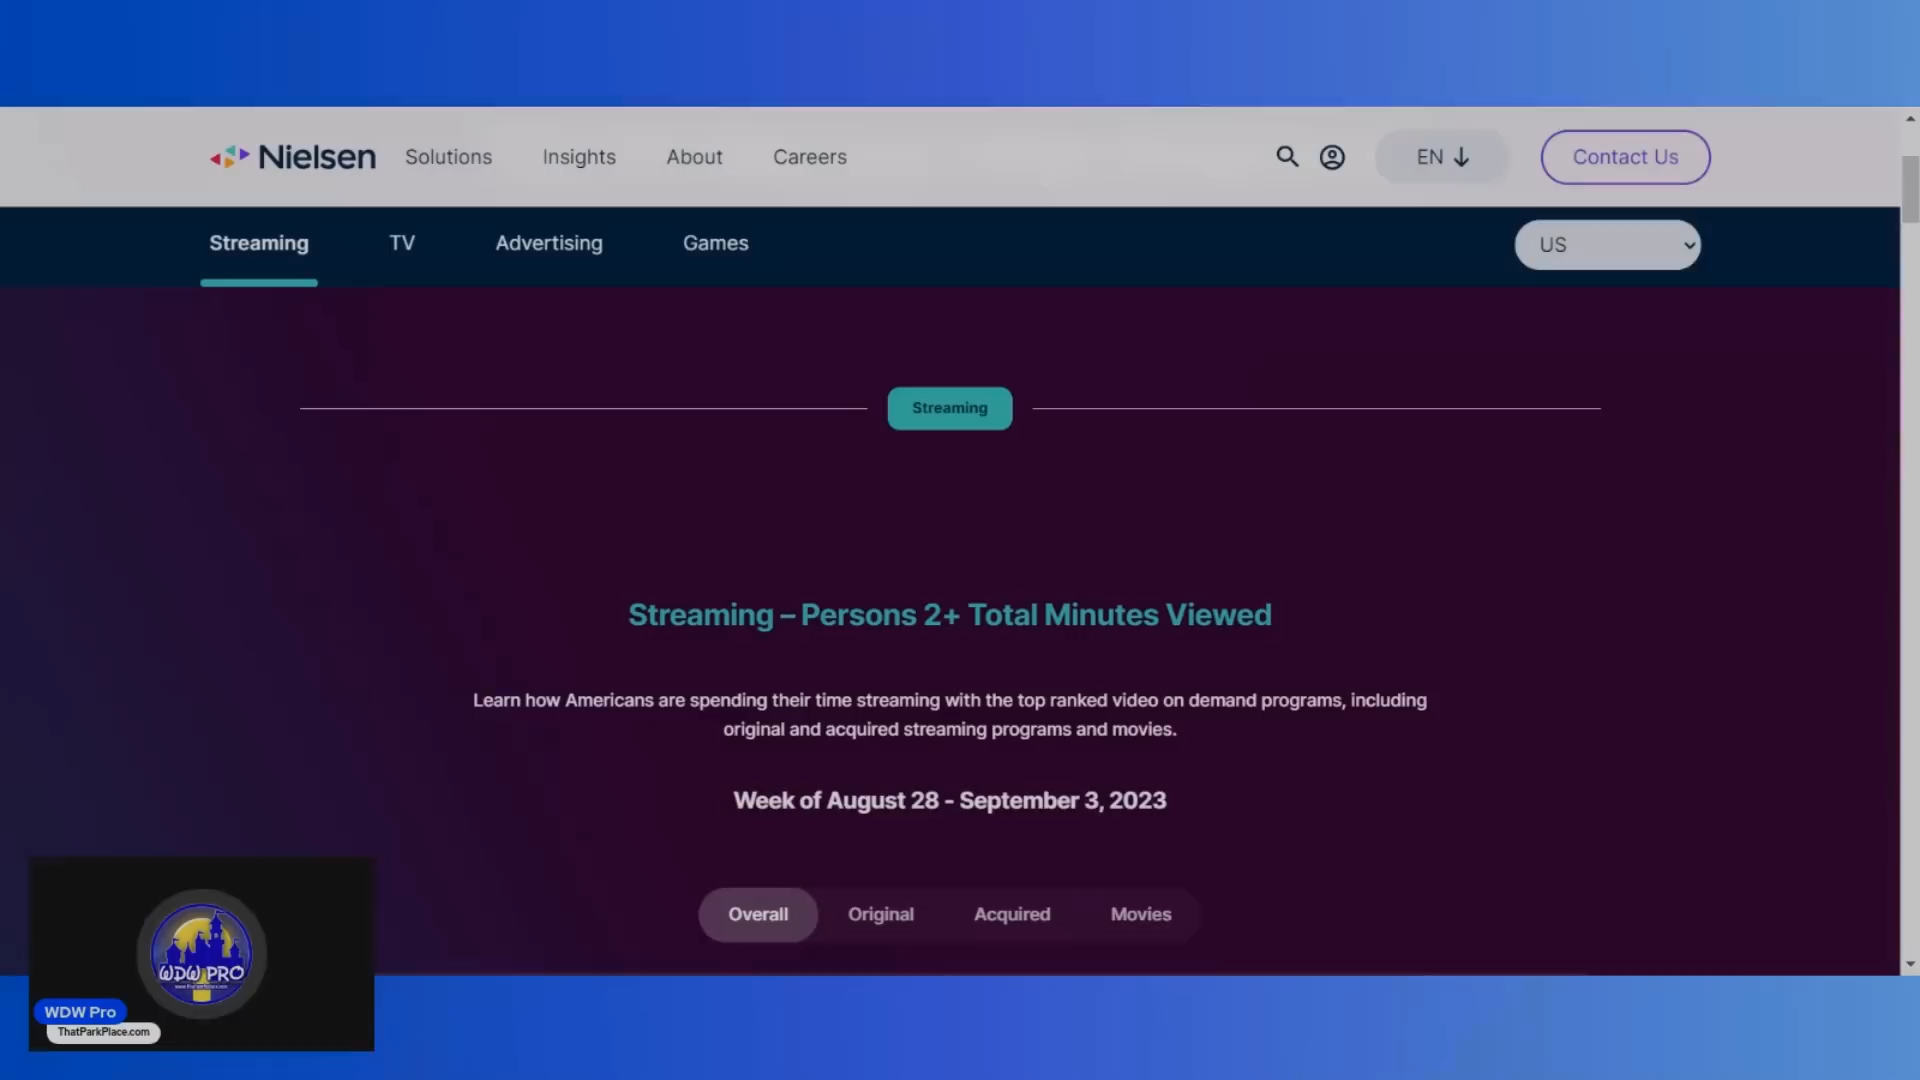 Nielsen
Solutions
Insights
About
Careers
EN
Contact Us
Streaming
TV
Advertising
Games
US
Streaming
Streaming – Persons 2+ Total Minutes Viewed
Learn how Americans are spending their time streaming with the top ranked video on demand programs, including
original and acquired streaming programs and movies.
Week of August 28 - September 3, 2023
Overall
Original
Acquired
Movies
WDW PRO
WDW Pro
ThatParkPlace.com